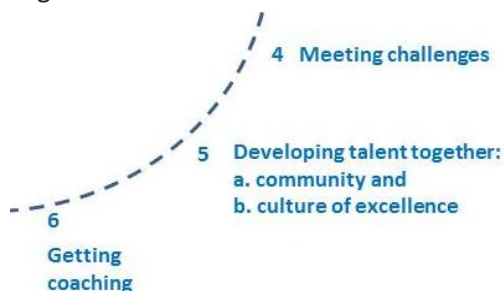 4 Meeting challenges
5 Developing talent together:
a. community and
b. culture of excellence
6
Getting
coaching